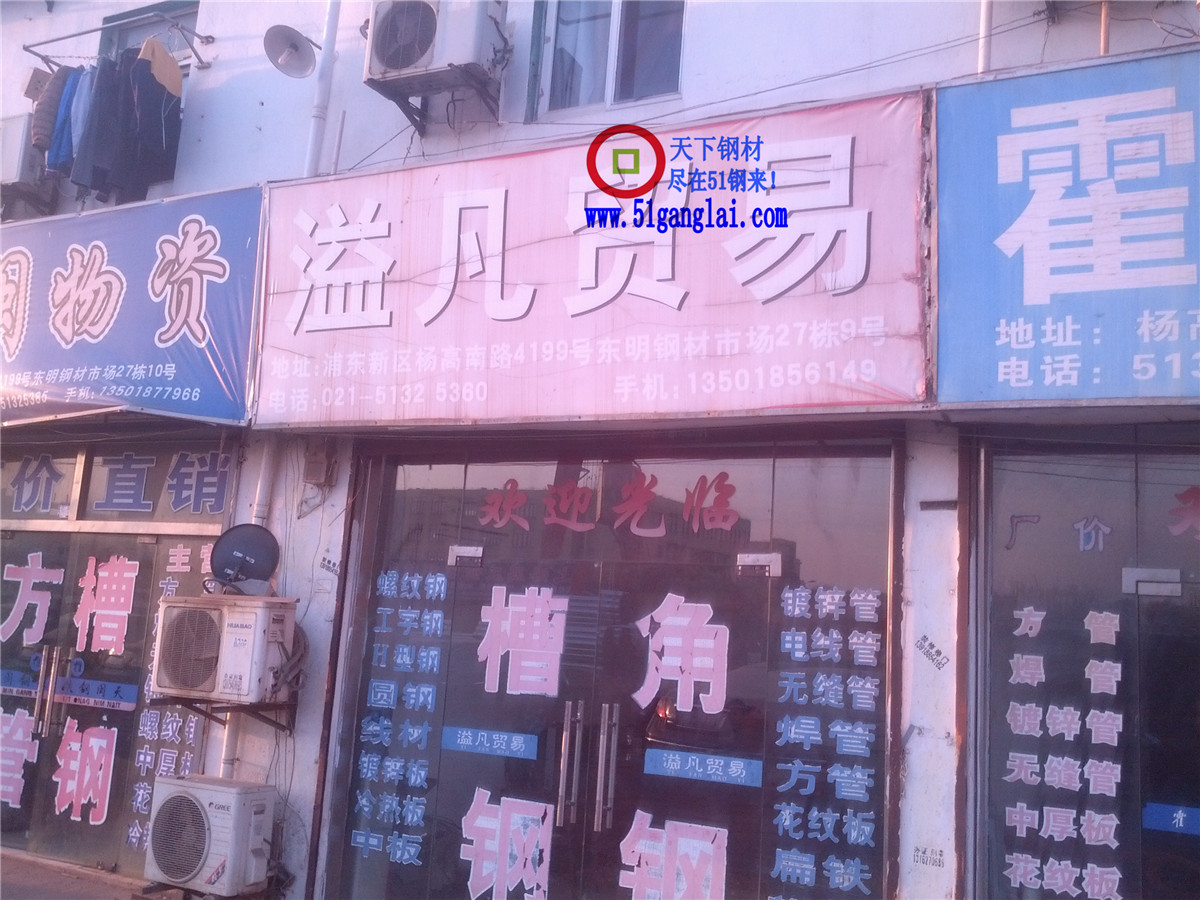 天下钢材
尽在51钢来!
www.51ganglai.com
溢凡贸易
地址:浦东新区杨高南路4199号东明钢材市场27栋9号
电话:021-5132 5360 手机:13501856149
物资
199号东明钢材市场27栋10号
手机:13501877966
霍
地址: 杨高
电话: 513
价直销
方槽
管钢
主营
螺纹钢
中厚板
HUABAO
GREE
欢迎光临
螺纹钢
工字钢
H型钢
圆钢
线材
镀锌板
冷热板
中板
槽角
钢钢
溢凡贸易
溢凡贸易
镀锌管
电线管
无缝管
焊管
方管
花纹板
扁铁
厂价
方管
焊管
镀锌管
无缝管
中厚板
花纹板
霍